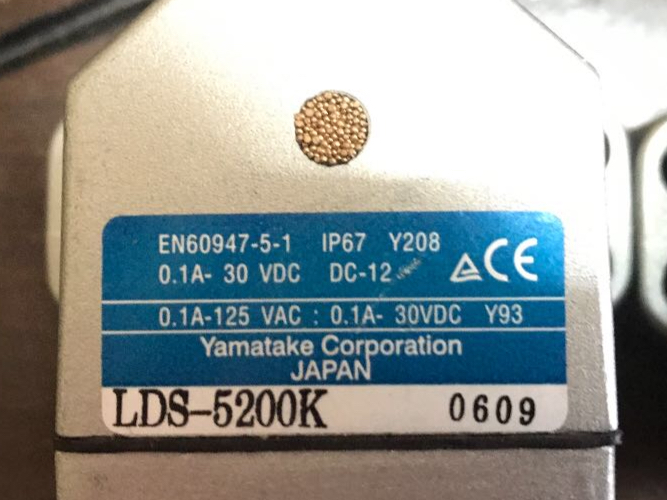 EN60947-5-1 IP67 Y208
0.1A- 30 VDC DC-12 CE
0.1A-125 VAC : 0.1A- 30VDC Y93
Yamatake Corporation
JAPAN
LDS-5200K 0609